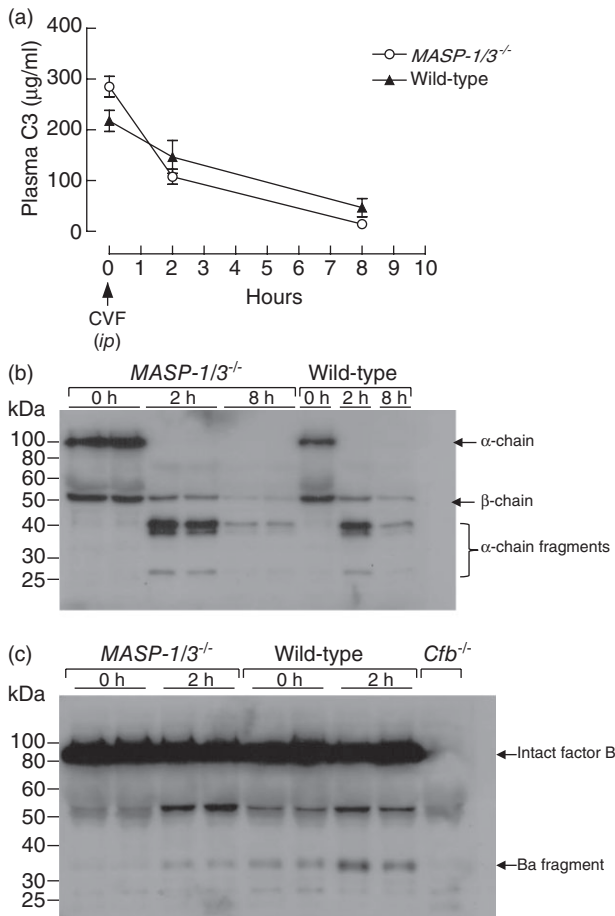 (a)
MASP-1/3-/-
Wild-type
Plasma C3 (μg/ml)
400
300
200
100
0
0 1 2 3 4 5 6 7 8 9 10
Hours
CVF
(ip)
(b)
MASP-1/3-/- Wild-type
kDa 0 h 2 h 8 h 0 h 2 h 8 h
100
80
60
50
40
30
25
α-chain
β-chain
α-chain fragments
(c)
MASP-1/3-/- Wild-type Cfb-/-
kDa 0 h 2 h 0 h 2 h
100
80
60
50
40
30
25
Intact factor B
Ba fragment